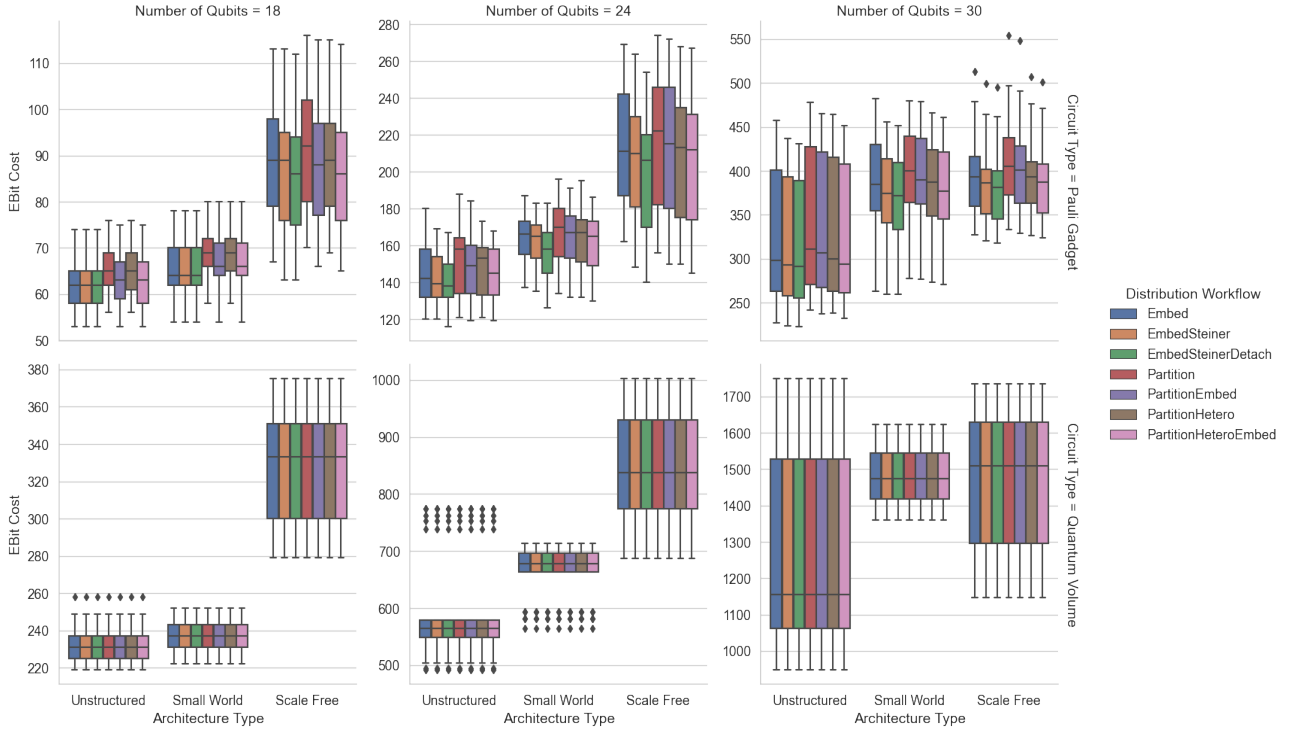 Number of Qubits = 18
Number of Qubits = 24
Number of Qubits = 30
EBit Cost
110
100
90
80
70
60
50
280
260
240
220
200
180
160
140
120
550
500
450
400
350
300
250
Circuit Type = Pauli Gadget
EBit Cost
380
360
340
320
300
280
260
240
220
1000
900
800
700
600
500
1700
1600
1500
1400
1300
1200
1100
1000
Circuit Type = Quantum Volume
Unstructured
Small World
Scale Free
Architecture Type
Unstructured
Small World
Scale Free
Architecture Type
Unstructured
Small World
Scale Free
Architecture Type
Distribution Workflow
Embed
EmbedSteiner
EmbedSteinerDetach
Partition
PartitionEmbed
PartitionHetero
PartitionHeteroEmbed